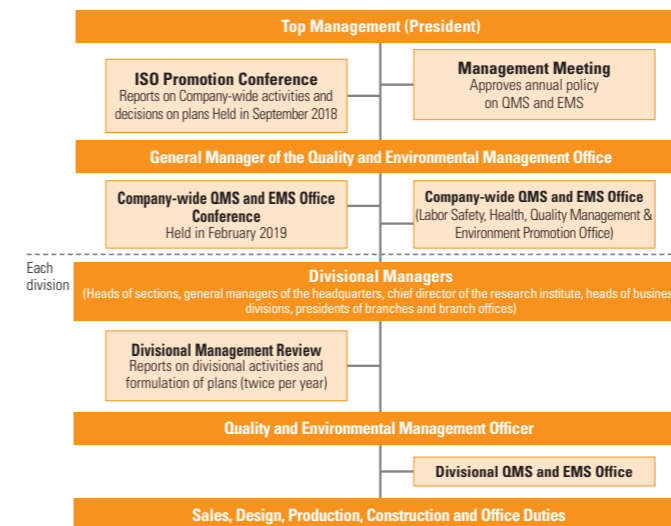 Top Management (President)
ISO Promotion Conference
Reports on Company-wide activities and
decisions on plans Held in September 2018
Management Meeting
Approves annual policy
on QMS and EMS
General Manager of the Quality and Environmental Management Office
Company-wide QMS and EMS Office
Conference
Held in February 2019
Company-wide QMS and EMS Office
(Labor Safety, Health, Quality Management &
Environment Promotion Office)
Each
division
Divisional Managers
(Heads of sections, general managers of the headquarters, chief director of the research institute, heads of busines
divisions, presidents of branches and branch offices)
Divisional Management Review
Reports on divisional activities and
formulation of plans (twice per year)
Quality and Environmental Management Officer
Divisional QMS and EMS Office
Sales, Design, Production, Construction and Office Duties